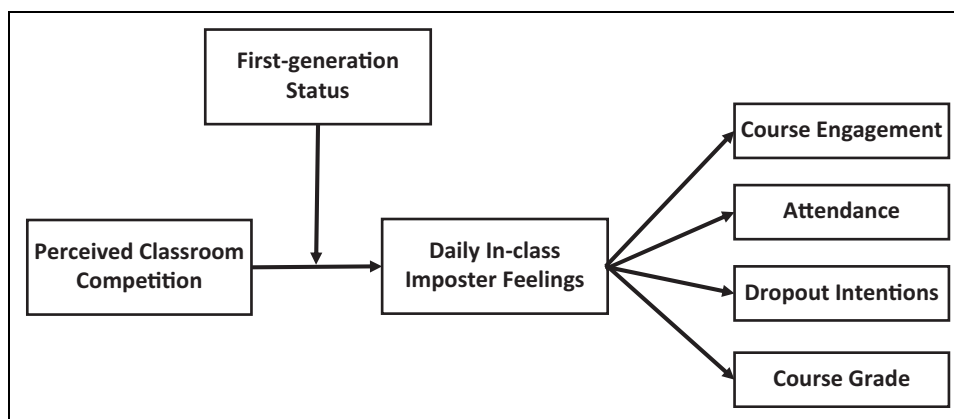 First-generation
Status
Perceived Classroom
Competition
Daily In-class
Imposter Feelings
Course Engagement
Attendance
Dropout Intentions
Course Grade